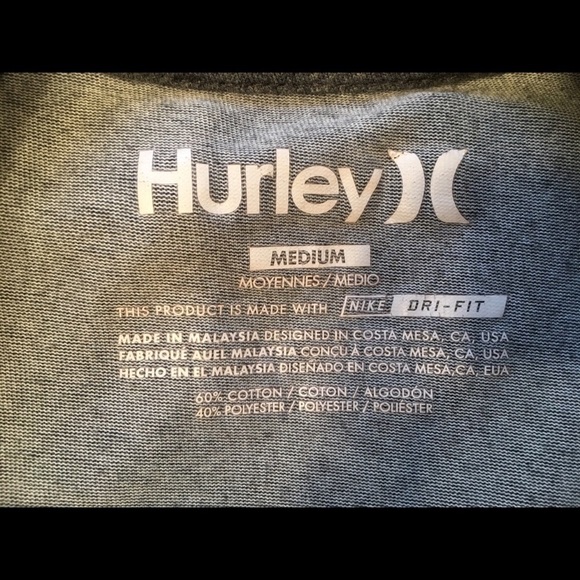 Hurley
MEDIUM
MOYENNES / MEDIO
THIS PRODUCT IS MADE WITH NIKE DRI-FIT
MADE IN MALAYSIA DESIGNED IN COSTA MESA, CA, USA
FABRIQUÉ AUEL MALAYSIA CONCU À COSTA MESA, CA, USA
HECHO EN EL MALAYSIA DISENADO EN COSTA MESA,CA, EUA
60% COTTON / COTON / ALGODÓN
40% POLYESTER / POLYESTER / POLIÉSTER